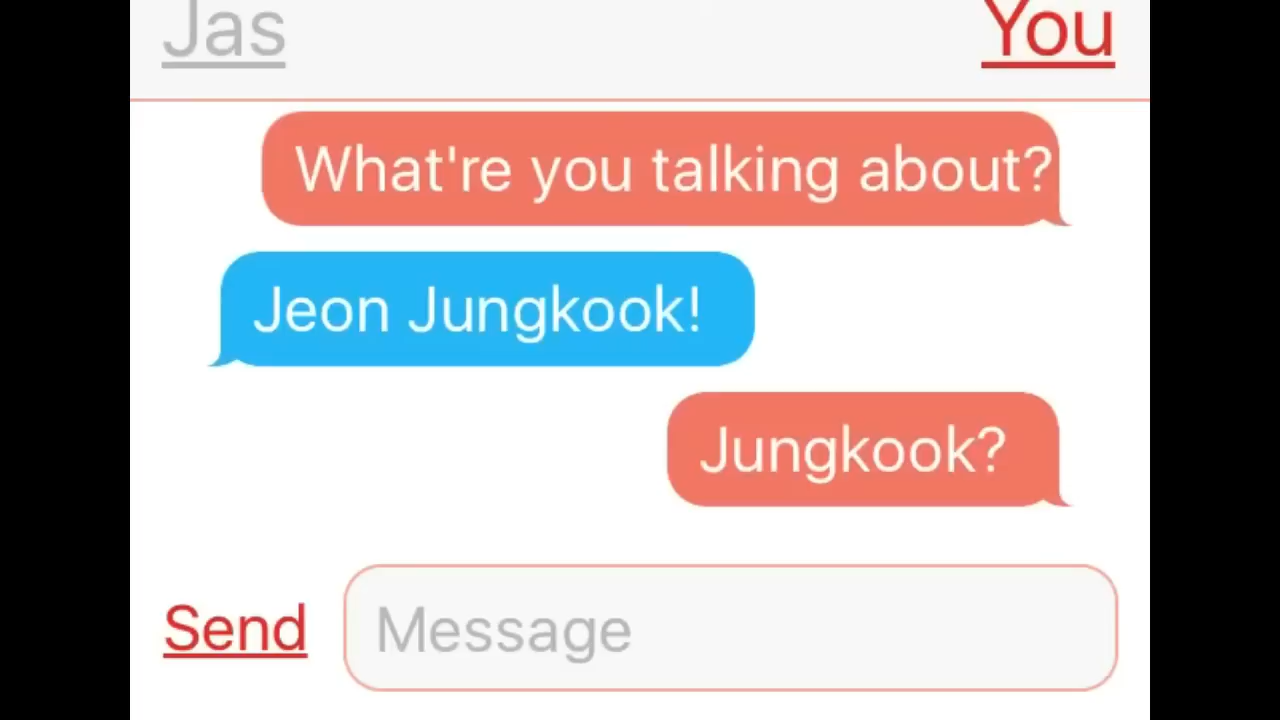 Jas You
What're you talking about?
Jeon Jungkook!
Jungkook?
Send Message